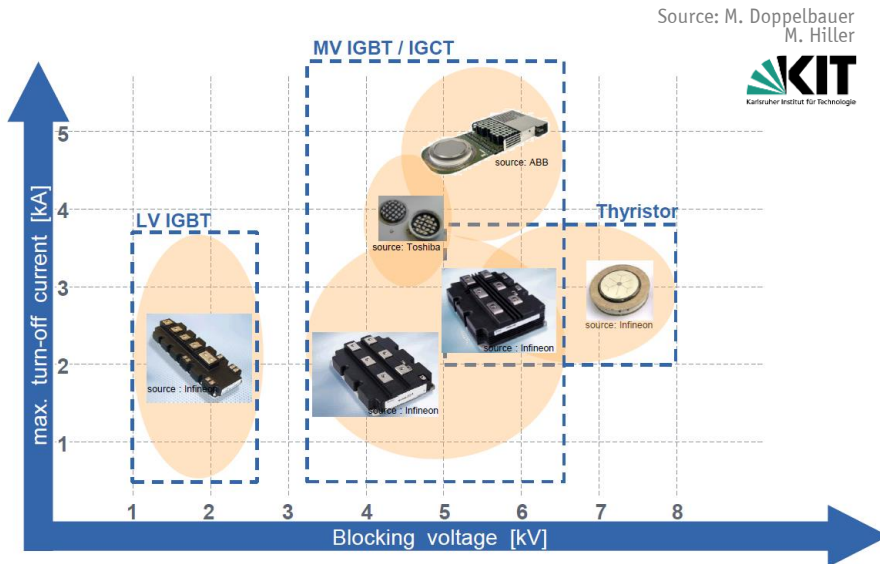 Source: M. Doppelbauer
M. Hiller
KIT
Karlsruher Institut für Technologie
MV IGBT / IGCT
LV IGBT
Thyristor
source: ABB
source: Toshiba
source: Infineon
source : Infineon
source : Infineon
source : Infineon
max. turn-off current [kA]
5
4
3
2
1
1 2 3 4 5 6 7 8
Blocking voltage [kV]